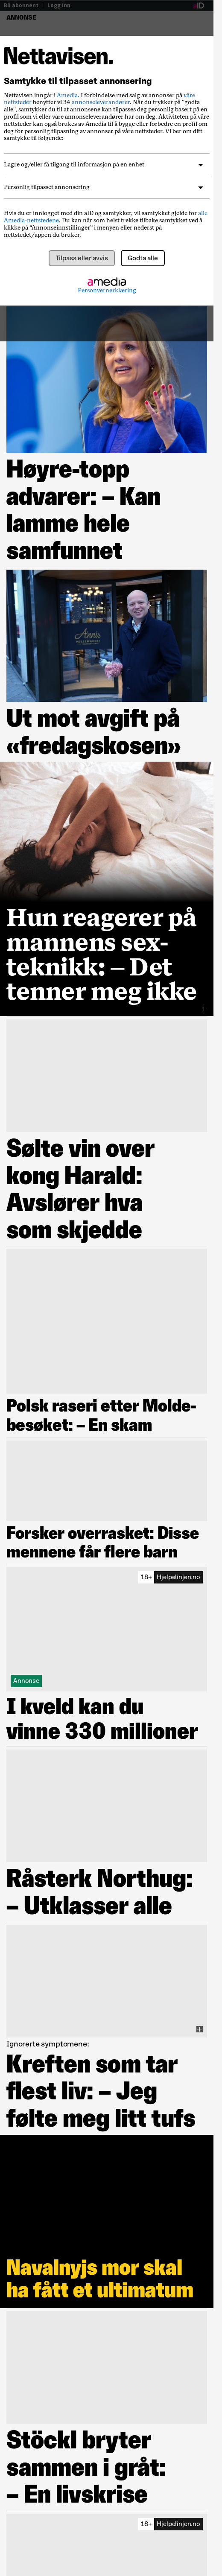 Bli abonnent | Logg inn
aID
ANNONSE
Nettavisen.
Samtykke til tilpasset annonsering
Nettavisen inngår i Amedia. I forbindelse med salg av annonser på våre
nettsteder benytter vi 34 annonseleverandører. Når du trykker på "godta
alle", samtykker du til at annonsene kan tilpasses deg personlig basert på en
profil som vi eller våre annonseleverandører har om deg. Aktiviteten på våre
nettsteder kan også brukes av Amedia til å bygge eller forbedre en profil om
deg for personlig tilpasning av annonser på våre nettsteder. Vi ber om ditt
samtykke til følgende:
Lagre og/eller få tilgang til informasjon på en enhet
Personlig tilpasset annonsering
Hvis du er innlogget med din aID og samtykke, vil samtykket gjelde for alle
Amedia-nettstedene. Du kan når som helst trekke tilbake samtykket ved å
klikke på “Annonseinnstillinger” i menyen eller nederst på
nettstedet/appen du bruker.
Tilpass eller avvis
Godta alle
amedia
Personvernerklæring
Høyre-topp
advarer: – Kan
lamme hele
samfunnet
Annis
Ut mot avgift på
«fredagskosen»
Hun reagerer på
mannens sex-
teknikk: – Det
tenner meg ikke
+
Sølte vin over
kong Harald:
Avslører hva
som skjedde
Polsk raseri etter Molde-
besøket: – En skam
Forsker overrasket: Disse
mennene får flere barn
18+ Hjelpelinjen.no
Annonse
I kveld kan du
vinne 330 millioner
Råsterk Northug:
– Utklasser alle
Ignorerte symptomene:
Kreften som tar
flest liv: – Jeg
følte meg litt tufs
Navalnyjs mor skal
ha fått et ultimatum
Stöckl bryter
sammen i gråt:
– En livskrise
18+ Hjelpelinjen.no